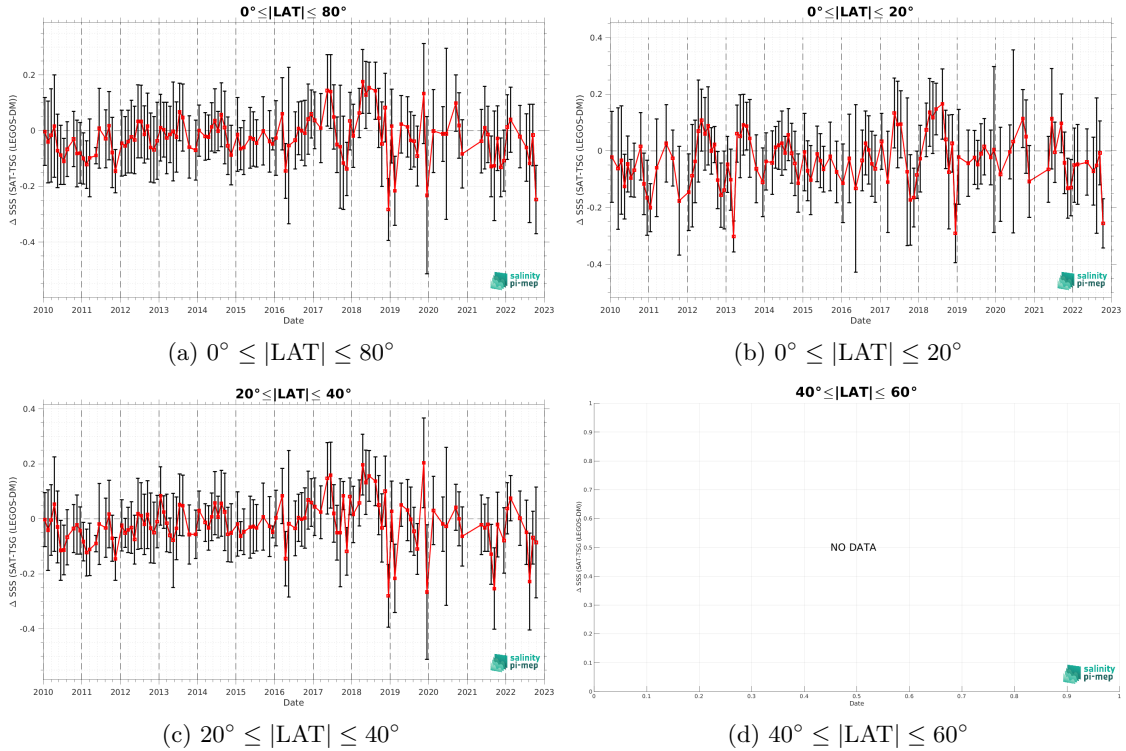 0°≤|LAT|≤ 80°
0.2
0
-0.2
-0.4
Δ SSS (SAT-TSG (LEGOS-DM))
2010 2011 2012 2013 2014 2015 2016 2017 2018 2019 2020 2021 2022 2023
Date
salinity
pi-mep
(a) 0° ≤ |LAT| ≤ 80°
0°≤|LAT|≤ 20°
0.4
0.2
0
-0.2
-0.4
Δ SSS (SAT-TSG (LEGOS-DM))
2010 2011 2012 2013 2014 2015 2016 2017 2018 2019 2020 2021 2022 2023
Date
salinity
pi-mep
(b) 0° ≤ |LAT| ≤ 20°
20°≤|LAT|≤ 40°
0.4
0.2
0
-0.2
-0.4
Δ SSS (SAT-TSG (LEGOS-DM))
2010 2011 2012 2013 2014 2015 2016 2017 2018 2019 2020 2021 2022 2023
Date
salinity
pi-mep
(c) 20° ≤ |LAT| ≤ 40°
40°≤|LAT|≤ 60°
1
0.9
0.8
0.7
0.6
0.5
0.4
0.3
0.2
0.1
0
Δ SSS (SAT-TSG (LEGOS-DM))
NO DATA
0 0.1 0.2 0.3 0.4 0.5 0.6 0.7 0.8 0.9 1
Date
salinity
pi-mep
(d) 40° ≤ |LAT| ≤ 60°